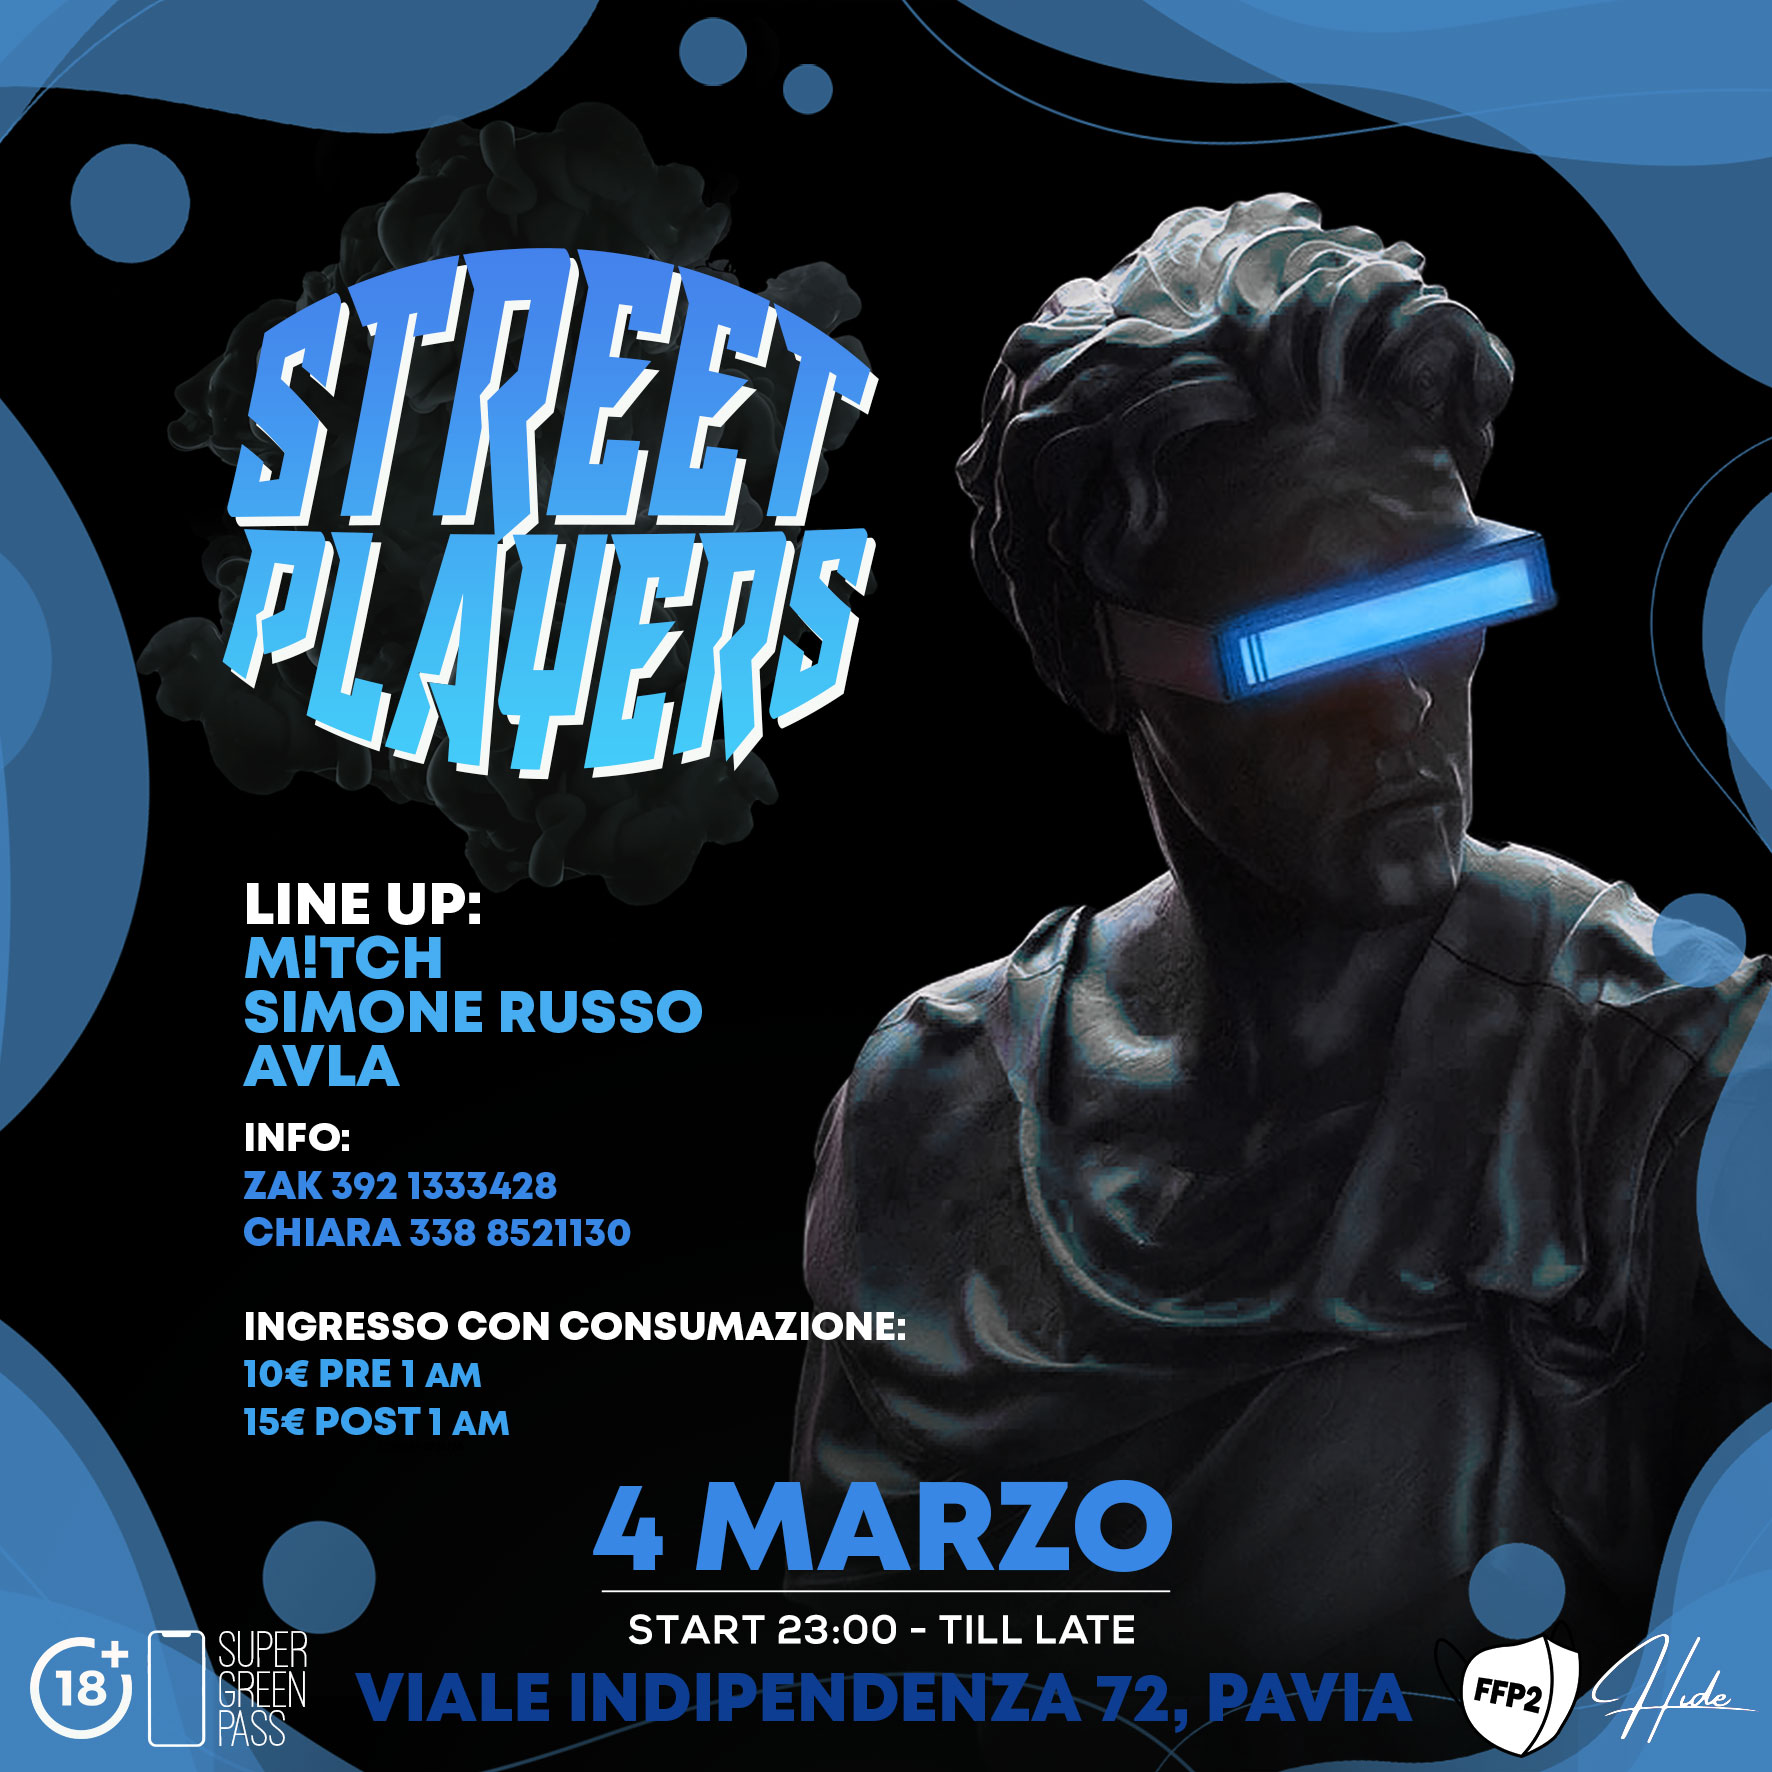 STREET
PLAYERS
LINE UP:
M!TCH
SIMONE RUSSO
AVLA
INFO:
ZAK 392 1333428
CHIARA 338 8521130
INGRESSO CON CONSUMAZIONE:
10€ PRE 1 AM
15€ POST 1 AM
4 MARZO
START 23:00 - TILL LATE
VIALE INDIPENDENZA 72, PAVIA
18+
SUPER
GREEN
PASS
FFP2
Hide